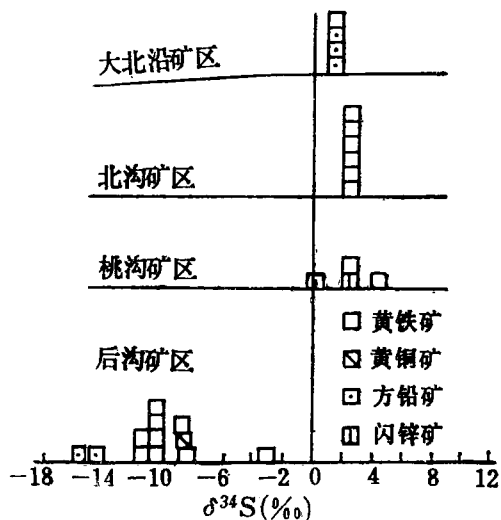 大北沿矿区
北沟矿区
桃沟矿区
黄铁矿
后沟矿区
黄铜矿
方铅矿
闪锌矿
-18 -14 -10 -6 -2 0 4 8 12
δ³⁴S(‰)